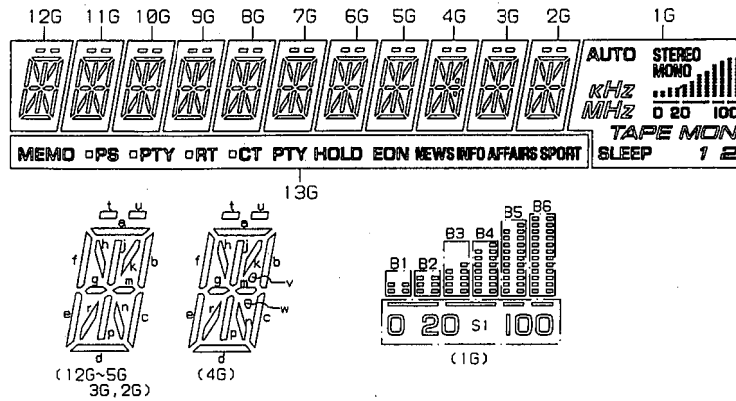 12G 11G 10G 9G 8G 7G 6G 5G 4G 3G 2G 1G
AUTO STEREO
MONO
kHz
MHz 0 20 100
TAPE MON
MEMO PS PTY RT CT PTY HOLD EON NEWS INFO AFFAIRS SPORT SLEEP 1 2
13G
t u
e
f h j k b
g m
e r n c
p
d
(12G~5G
3G, 2G)
t u
e
f h j k b
g m v
w
e r n c
p
d
(4G)
B1 B2 B3 B4 B5 B6
0 20 S1 100
(1G)